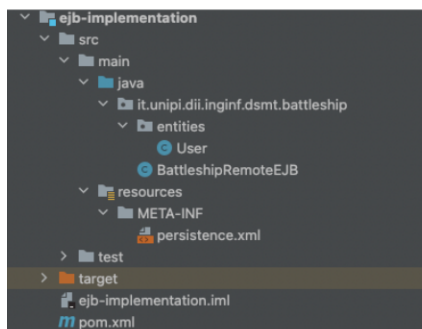 ejb-implementation
src
main
java
it.unipi.dii.inginf.dsmt.battleship
entities
User
BattleshipRemoteEJB
resources
META-INF
persistence.xml
test
target
ejb-implementation.iml
pom.xml